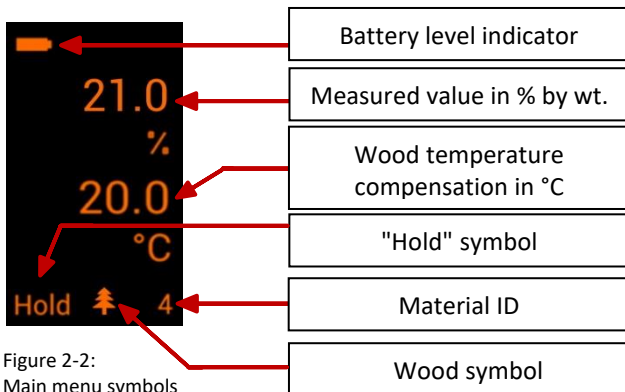 Battery level indicator
21.0
Measured value in % by wt.
%
Wood temperature
compensation in °C
20.0
°C
"Hold" symbol
Hold
4
Material ID
Figure 2-2:
Main menu symbols
Wood symbol